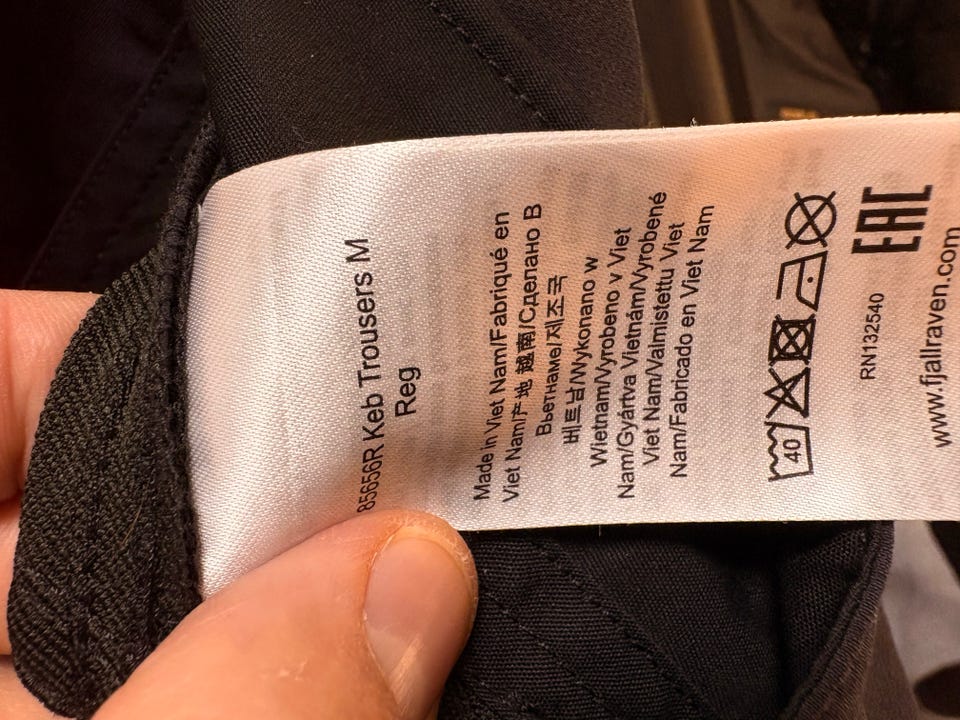 85656R Keb Trousers M
Reg
Made in Viet Nam/Fabriqué en
Viet Nam/产地 越南/Сделано В
Вьетнаме/제조국
베트남/Wykonano w
Wietnam/Vyrobeno v Viet
Nam/Gyártva Vietnám/Vyrobené
Viet Nam/Valmistettu Viet
Nam/Fabricado en Viet Nam
40
EAC
RN132540
www.fjallraven.com